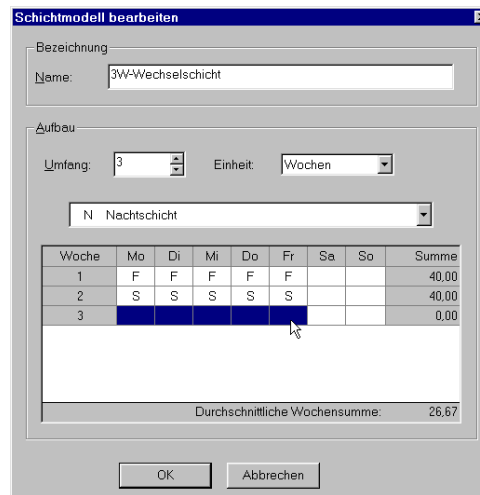 Schichtmodell bearbeiten
Bezeichnung
Name: 3W-Wechselschicht
Aufbau
Umfang: 3 Einheit: Wochen
N Nachtschicht
Woche Mo Di Mi Do Fr Sa So Summe
1 F F F F F 40,00
2 S S S S S 40,00
3 0,00
Durchschnittliche Wochensumme: 26,67
OK Abbrechen